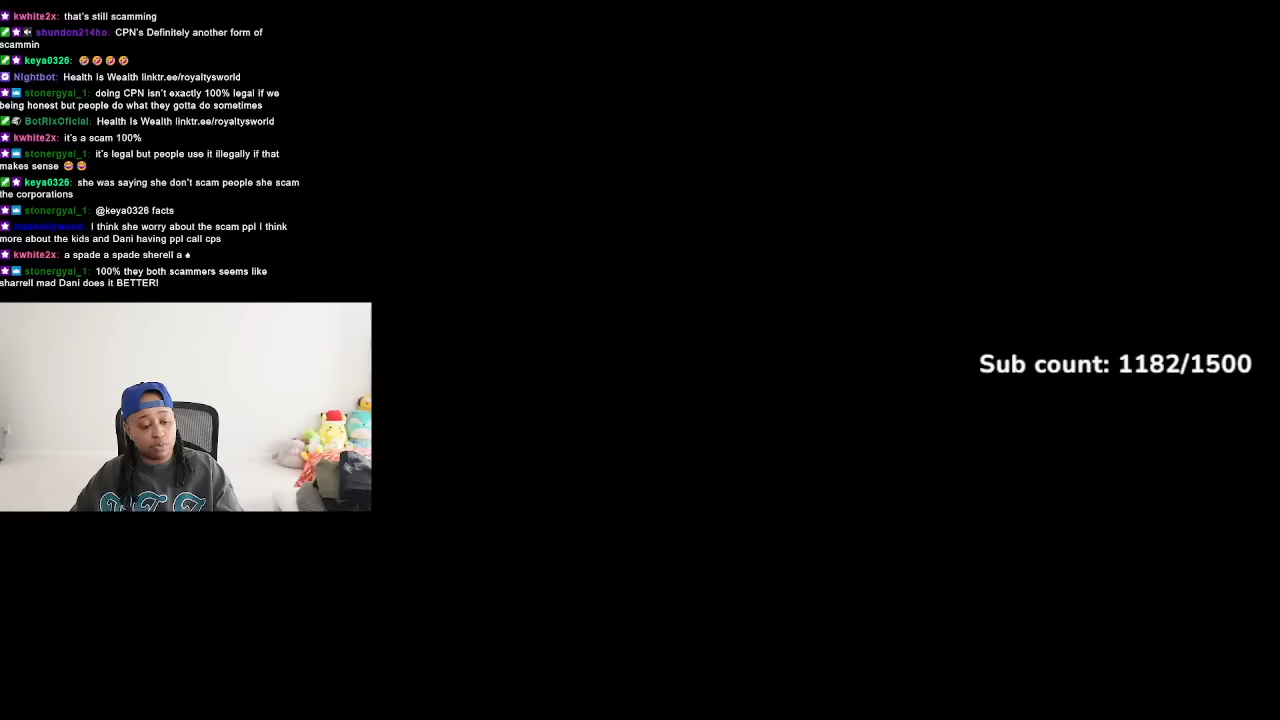 kwhite2x: that's still scamming
shundon214ho: CPN's Definitely another form of
scammin
keya0326: 🤣 🤣 🤣 🤣
Nightbot: Health Is Wealth linktr.ee/royaltysworld
stonergyal_1: doing CPN isn't exactly 100% legal if we
being honest but people do what they gotta do sometimes
BotRixOficial: Health Is Wealth linktr.ee/royaltysworld
kwhite2x: it's a scam 100%
stonergyal_1: it's legal but people use it illegally if that
makes sense 😂 😂
keya0326: she was saying she don't scam people she scam
the corporations
stonergyal_1: @keya0326 facts
I think she worry about the scam ppl I think
more about the kids and Dani having ppl call cps
kwhite2x: a spade a spade sherell a ♠
stonergyal_1: 100% they both scammers seems like
sharrell mad Dani does it BETTER!
Sub count: 1182/1500